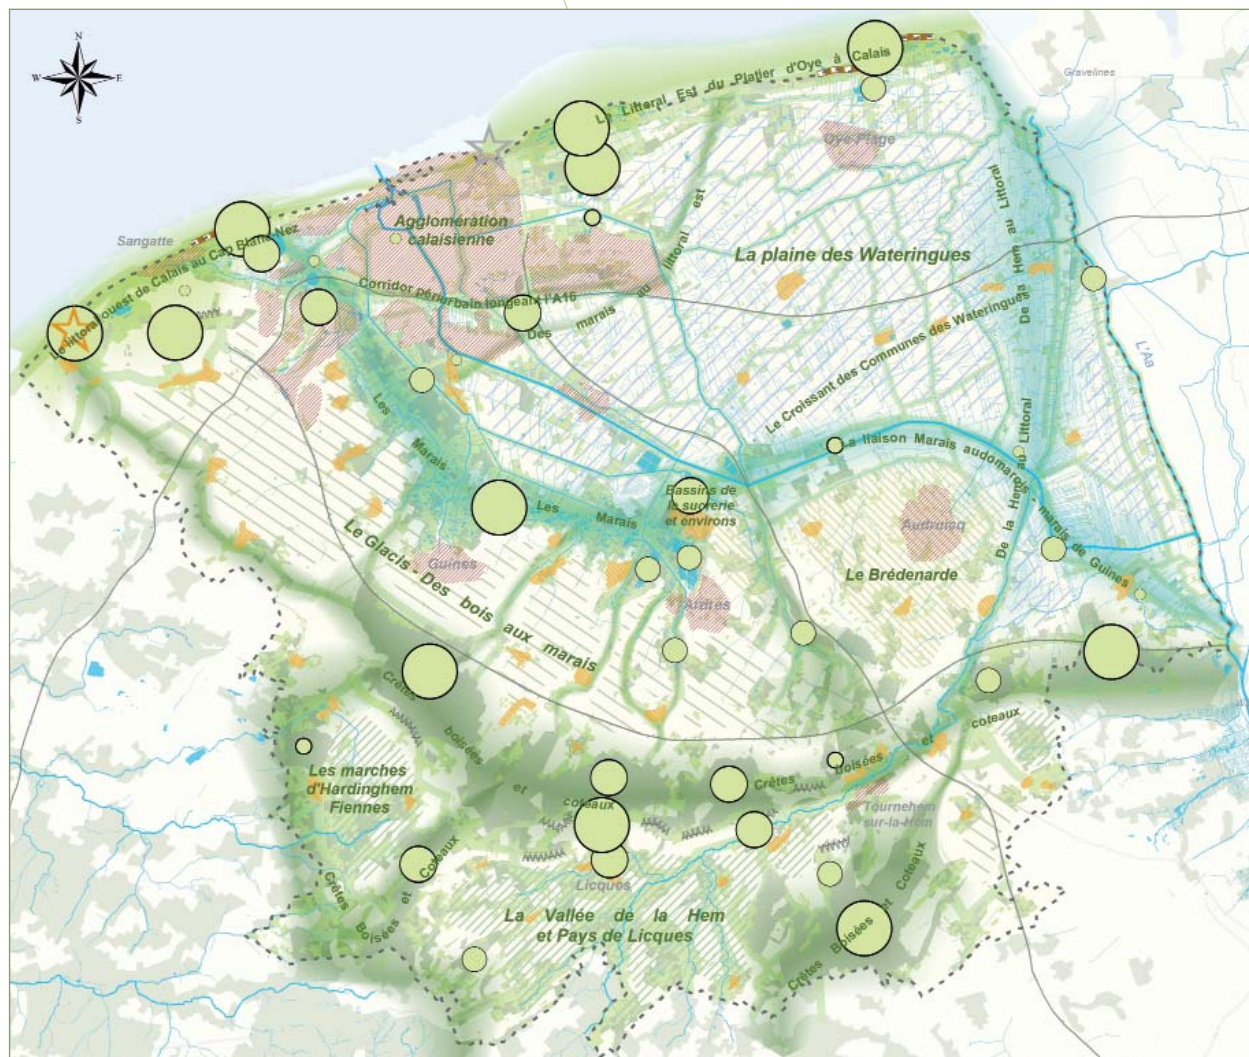 N
W
E
S
Gravelines
Le Littoral Est du Platier d'Oye à Calais
Oye-Plage
Sangatte
Agglomération
calaisienne
Le littoral ouest de Calais au Cap Blanc Nez
Corridor périurbain longeant l'A16
Des marais au littoral est
La plaine des Wateringues
De la Hem au Littoral
L'Aa
Le Croissant des Communes des Wateringues
Les Marais
La liaison Marais audomarois marais de Guînes
De la Hem au Littoral
Bassins de
la sucrerie
et environs
Les Marais
Audruicq
Guînes
Le Glacis - Des bois aux marais
Ardres
Le Brédenarde
Crêtes boisées et coteaux
Crêtes boisées et coteaux
Les marches
d'Hardinghem
Fiennes
Tournehem
sur-la-Hem
Crêtes Boisées et Coteaux
Licques
La Vallée de la Hem
et Pays de Licques
Crêtes Boisées et Coteaux